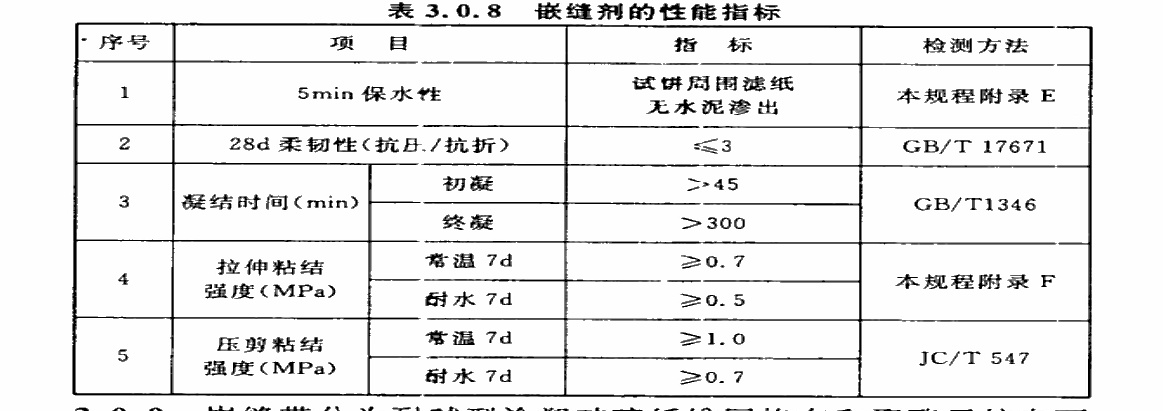 表 3.0.8 嵌缝剂的性能指标
序号 项 目 指 标 检测方法
1 5min 保水性 试饼周围滤纸 无水泥渗出 本规程附录 E
2 28d 柔韧性(抗压/抗折) ≤3 GB/T 17671
3 凝结时间(min) 初凝 >45 GB/T1346
终凝 >300
4 拉伸粘结 强度(MPa) 常温 7d ≥0.7 本规程附录 F
耐水 7d ≥0.5
5 压剪粘结 强度(MPa) 常温 7d ≥1.0 JC/T 547
耐水 7d ≥0.7